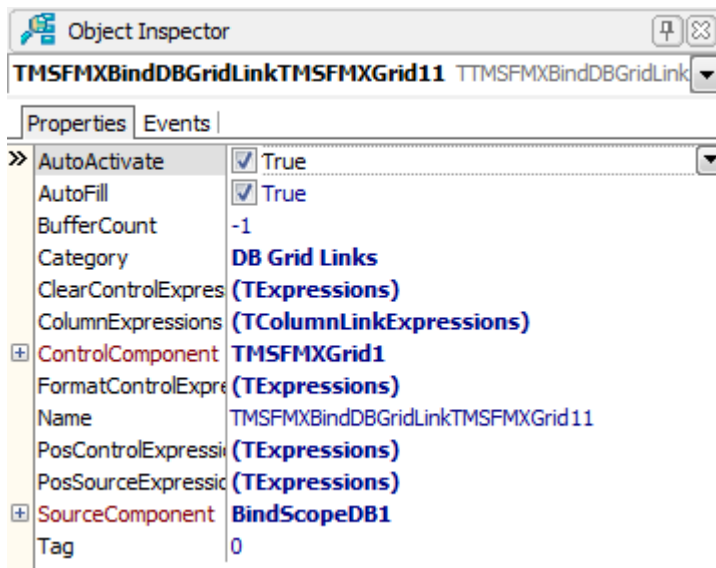 Object Inspector
TMSFMXBindDBGridLinkTMSFMXGrid11 TTMSFMXBindDBGridLink
Properties Events
AutoActivate True
AutoFill True
BufferCount -1
Category DB Grid Links
ClearControlExpres (TExpressions)
ColumnExpressions (TColumnLinkExpressions)
ControlComponent TMSFMXGrid1
FormatControlExpre (TExpressions)
Name TMSFMXBindDBGridLinkTMSFMXGrid11
PosControlExpressi (TExpressions)
PosSourceExpressic (TExpressions)
SourceComponent BindScopeDB1
Tag 0